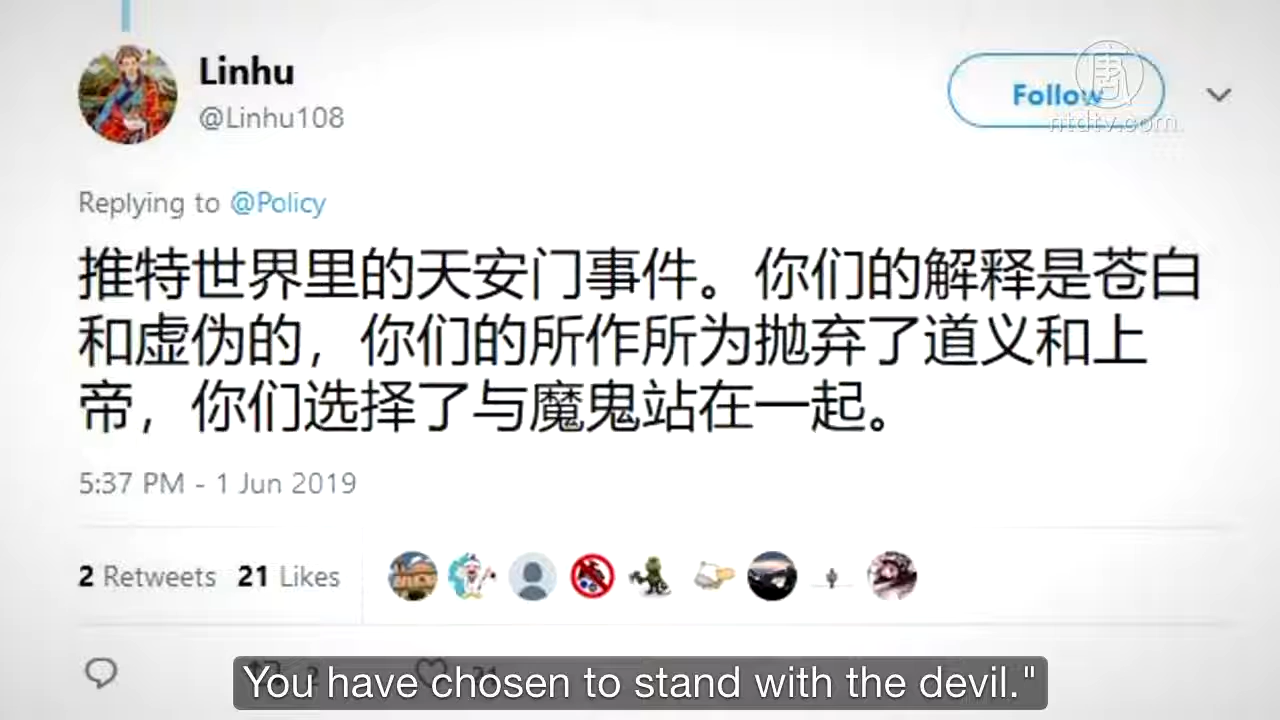 Linhu
@Linhu108
Follow
唐
ntdtv.com
Replying to @Policy
推特世界里的天安门事件。你们的解释是苍白
和虚伪的，你们的所作所为抛弃了道义和上
帝，你们选择了与魔鬼站在一起。
5:37 PM - 1 Jun 2019
2 Retweets 21 Likes
You have chosen to stand with the devil."